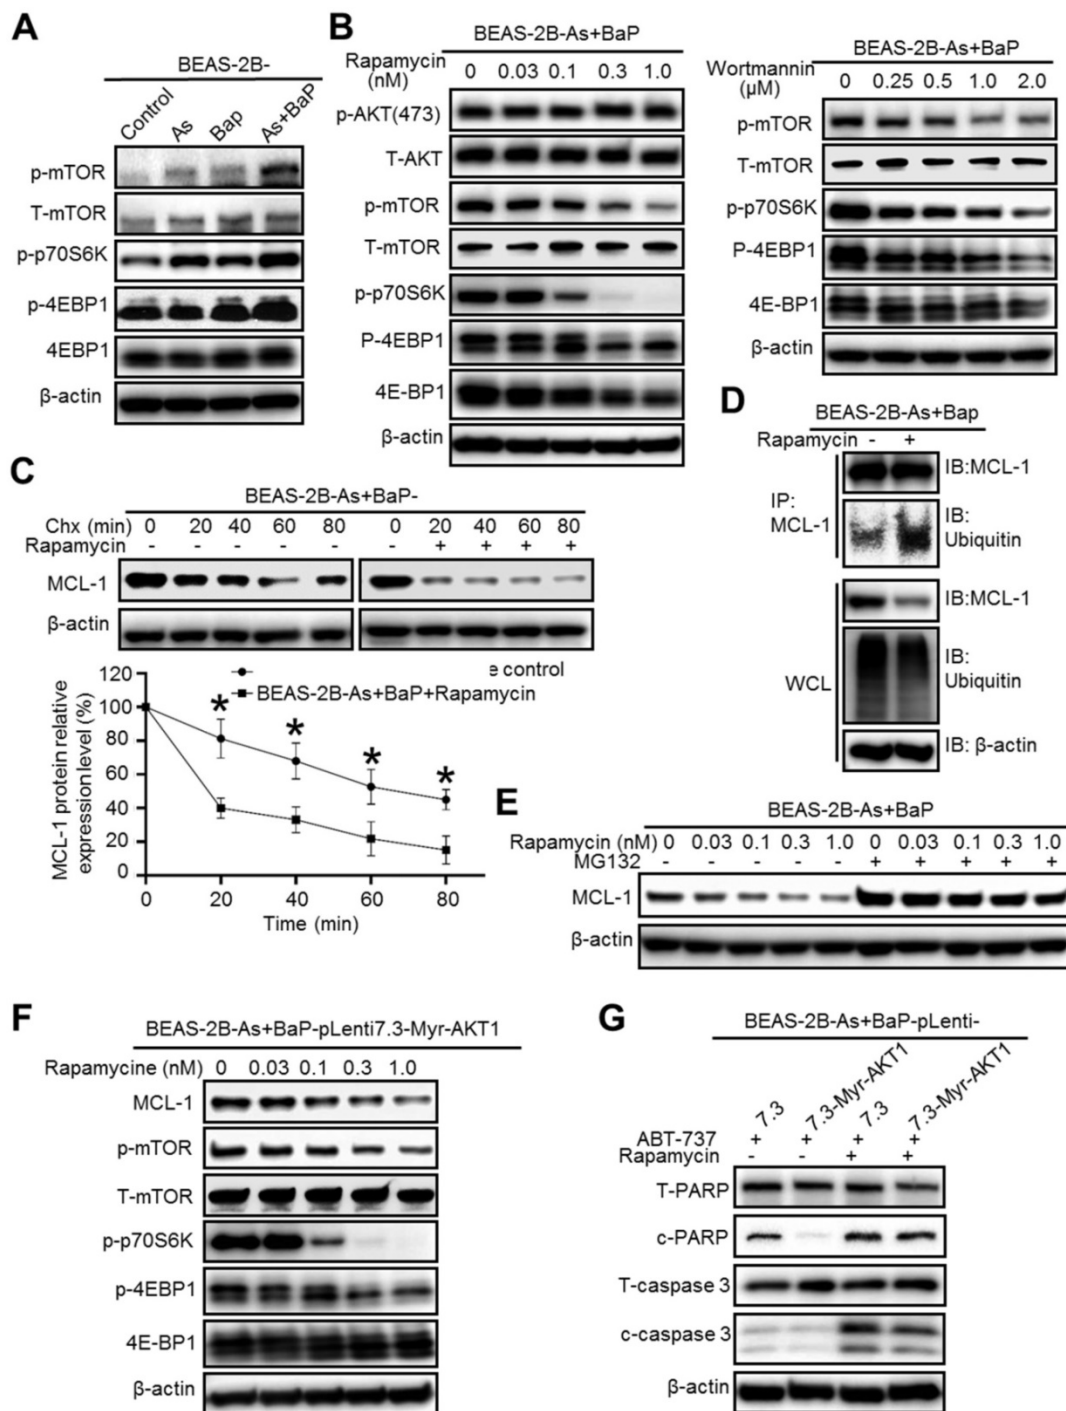 A
BEAS-2B-
Control As Bap As+BaP
p-mTOR
T-mTOR
p-p70S6K
p-4EBP1
4EBP1
β-actin
B
BEAS-2B-As+BaP
Rapamycin (nM) 0 0.03 0.1 0.3 1.0
p-AKT(473)
T-AKT
p-mTOR
T-mTOR
p-p70S6K
P-4EBP1
4E-BP1
β-actin
BEAS-2B-As+BaP
Wortmannin (μM) 0 0.25 0.5 1.0 2.0
p-mTOR
T-mTOR
p-p70S6K
P-4EBP1
4E-BP1
β-actin
C
BEAS-2B-As+BaP-
Chx (min) 0 20 40 60 80 0 20 40 60 80
Rapamycin - - - - - - + + + +
MCL-1
β-actin
e control
BEAS-2B-As+BaP+Rapamycin
MCL-1 protein relative
expression level (%)
120
100
80
60
40
20
0
* * * *
0 20 40 60 80
Time (min)
D
BEAS-2B-As+Bap
Rapamycin - +
IP:
MCL-1
IB:MCL-1
IB:
Ubiquitin
WCL
IB:MCL-1
IB:
Ubiquitin
IB: β-actin
E
BEAS-2B-As+BaP
Rapamycin (nM) 0 0.03 0.1 0.3 1.0 0 0.03 0.1 0.3 1.0
MG132 - - - - - + + + + +
MCL-1
β-actin
F
BEAS-2B-As+BaP-pLenti7.3-Myr-AKT1
Rapamycine (nM) 0 0.03 0.1 0.3 1.0
MCL-1
p-mTOR
T-mTOR
p-p70S6K
p-4EBP1
4E-BP1
β-actin
G
BEAS-2B-As+BaP-pLenti-
7.3 7.3-Myr-AKT1 7.3 7.3-Myr-AKT1
ABT-737 + + + +
Rapamycin - - + +
T-PARP
c-PARP
T-caspase 3
c-caspase 3
β-actin